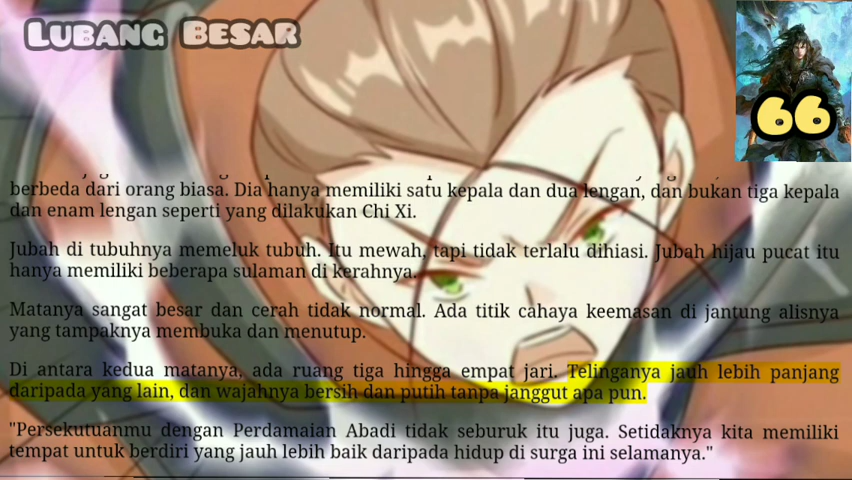 LUBANG BESAR
66
berbeda dari orang biasa. Dia hanya memiliki satu kepala dan dua lengan, dan bukan tiga kepala
dan enam lengan seperti yang dilakukan Chi Xi.
Jubah di tubuhnya memeluk tubuh. Itu mewah, tapi tidak terlalu dihiasi. Jubah hijau pucat itu
hanya memiliki beberapa sulaman di kerahnya.
Matanya sangat besar dan cerah tidak normal. Ada titik cahaya keemasan di jantung alisnya
yang tampaknya membuka dan menutup.
Di antara kedua matanya, ada ruang tiga hingga empat jari. Telinganya jauh lebih panjang
daripada yang lain, dan wajahnya bersih dan putih tanpa janggut apa pun.
"Persekutuanmu dengan Perdamaian Abadi tidak seburuk itu juga. Setidaknya kita memiliki
tempat untuk berdiri yang jauh lebih baik daripada hidup di surga ini selamanya."